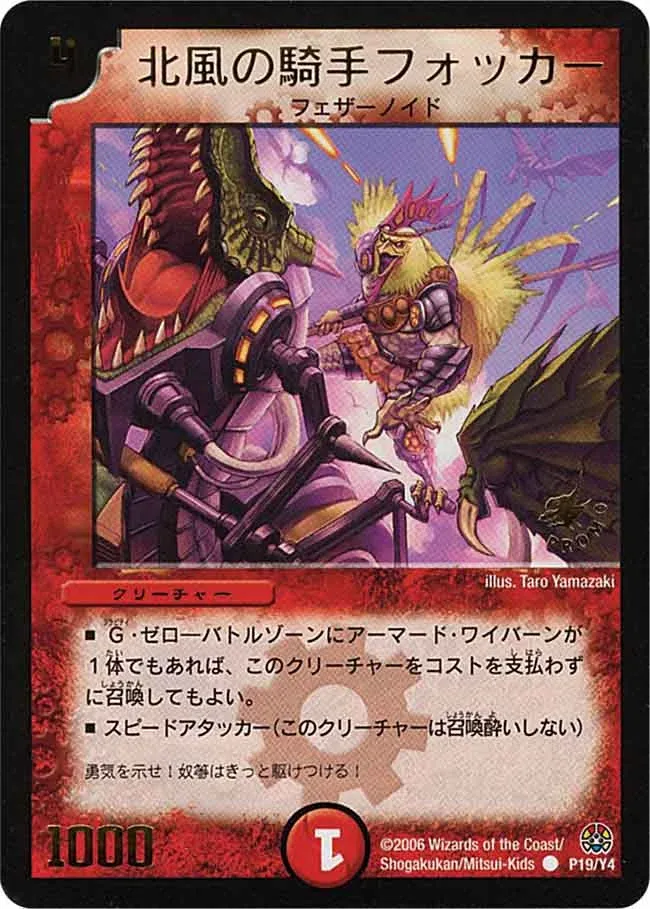 4
北風の騎手フォッカー
フェザーノイド
PROMO
illus. Taro Yamazaki
クリーチャー
■ G・ゼロ―バトルゾーンにアーマード・ワイバーンが
1体でもあれば、このクリーチャーをコストを支払わず
に召喚してもよい。
■ スピードアタッカー(このクリーチャーは召喚酔いしない)
勇気を示せ!奴等はきっと駆けつける!
1000
1
©2006 Wizards of the Coast/
Shogakukan/Mitsui-Kids
P19/Y4